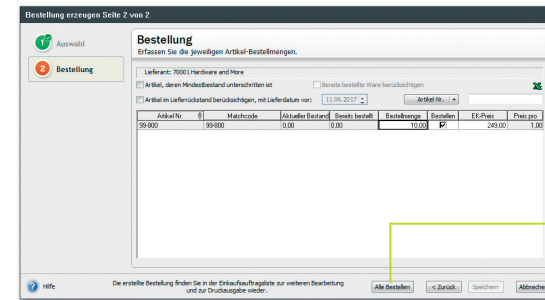 Bestellung erzeugen Seite 2 von 2
1 Auswahl
2 Bestellung
Bestellung
Erfassen Sie die jeweiligen Artikel-Bestellmengen.
Lieferant: 70001 Hardware and More
Artikel, deren Mindestbestand unterschritten ist
Bereits bestellte Ware berücksichtigen
Artikel im Lieferrückstand berücksichtigen, mit Lieferdatum vor: 11.06.2017
Artikel Nr.
Artikel Nr. Matchcode Aktueller Bestand Bereits bestellt Bestellmenge Bestellen EK-Preis Preis pro
99-800 99-800 0,00 0,00 10,00 249,00 1,00
Hilfe
Die erstellte Bestellung finden Sie in der Einkaufsauftragsliste zur weiteren Bearbeitung
und zur Druckausgabe wieder.
Alle Bestellen < Zurück Speichern Abbreche